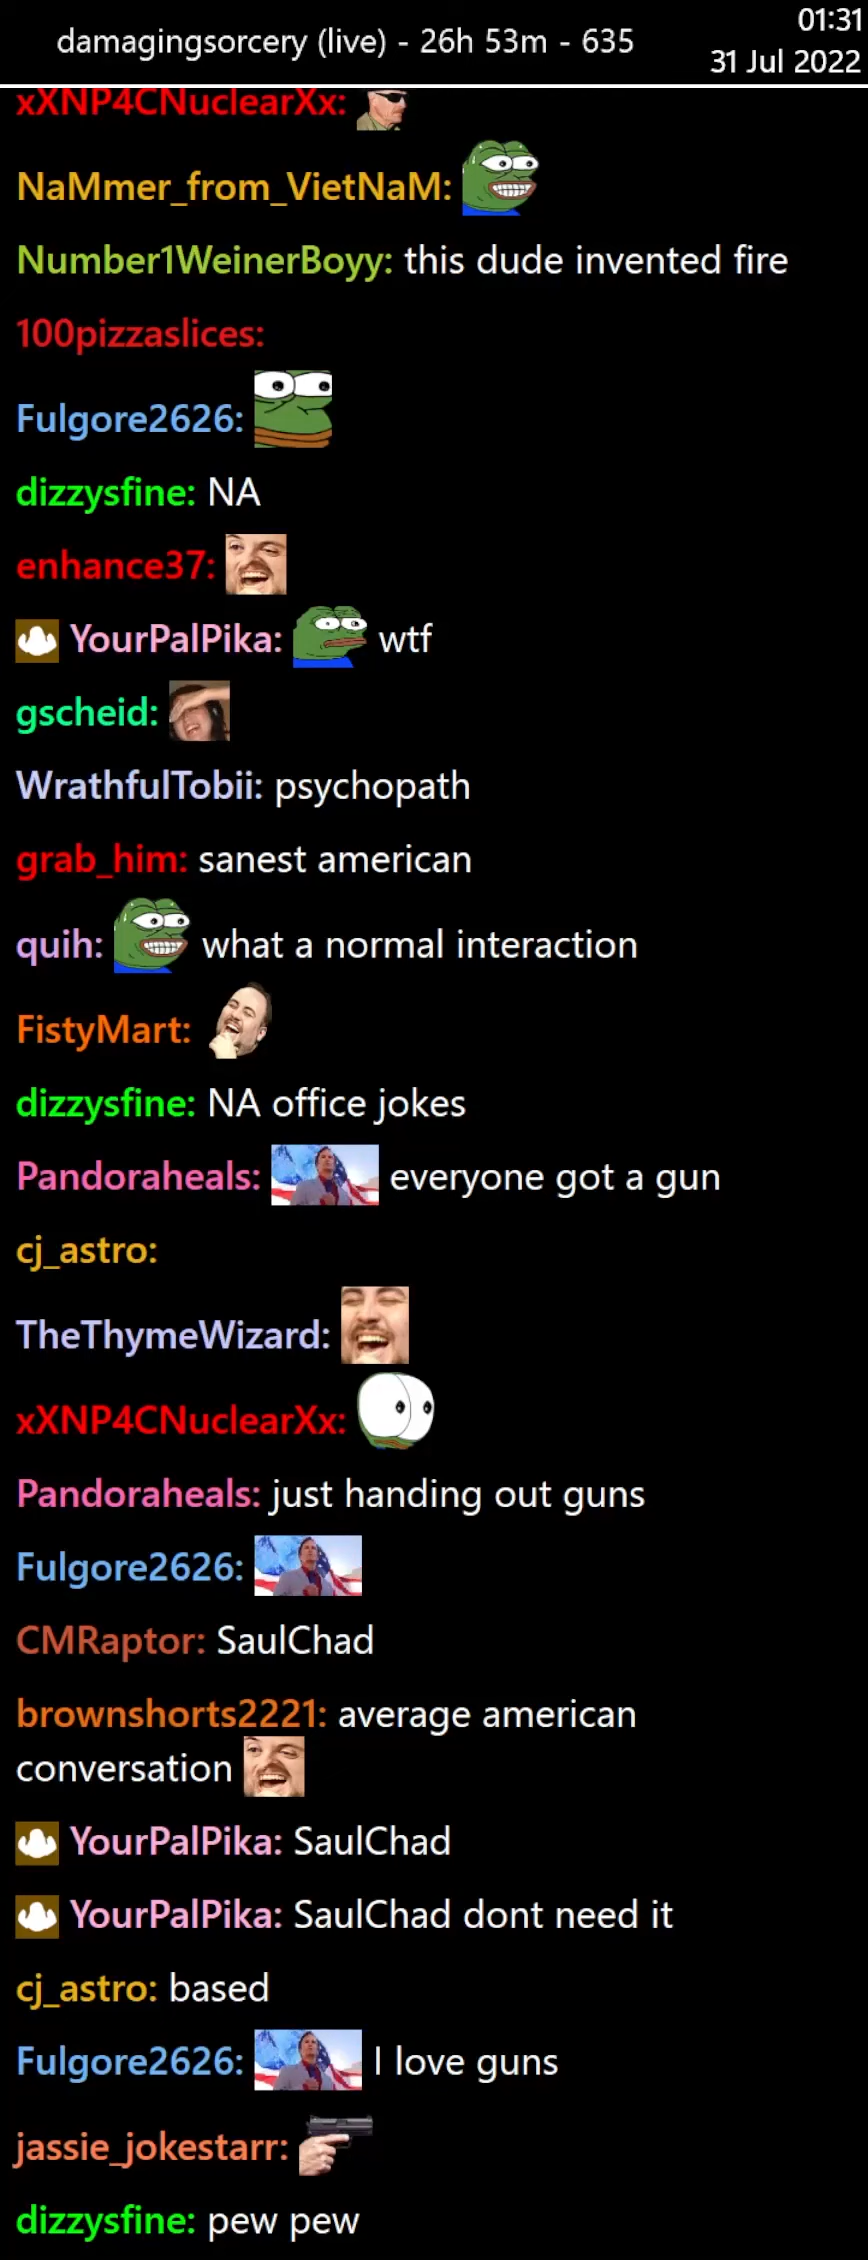 damagingsorcery (live) - 26h 53m - 635
01:31
31 Jul 2022
xXNP4CNuclearXx:
NaMmer_from_VietNaM:
Number1WeinerBoyy: this dude invented fire
100pizzaslices:
Fulgore2626:
dizzysfine: NA
enhance37:
YourPalPika: wtf
gscheid:
WrathfulTobii: psychopath
grab_him: sanest american
quih: what a normal interaction
FistyMart:
dizzysfine: NA office jokes
Pandoraheals: everyone got a gun
cj_astro:
TheThymeWizard:
xXNP4CNuclearXx:
Pandoraheals: just handing out guns
Fulgore2626:
CMRaptor: SaulChad
brownshorts2221: average american
conversation
YourPalPika: SaulChad
YourPalPika: SaulChad dont need it
cj_astro: based
Fulgore2626: I love guns
jassie_jokestarr:
dizzysfine: pew pew